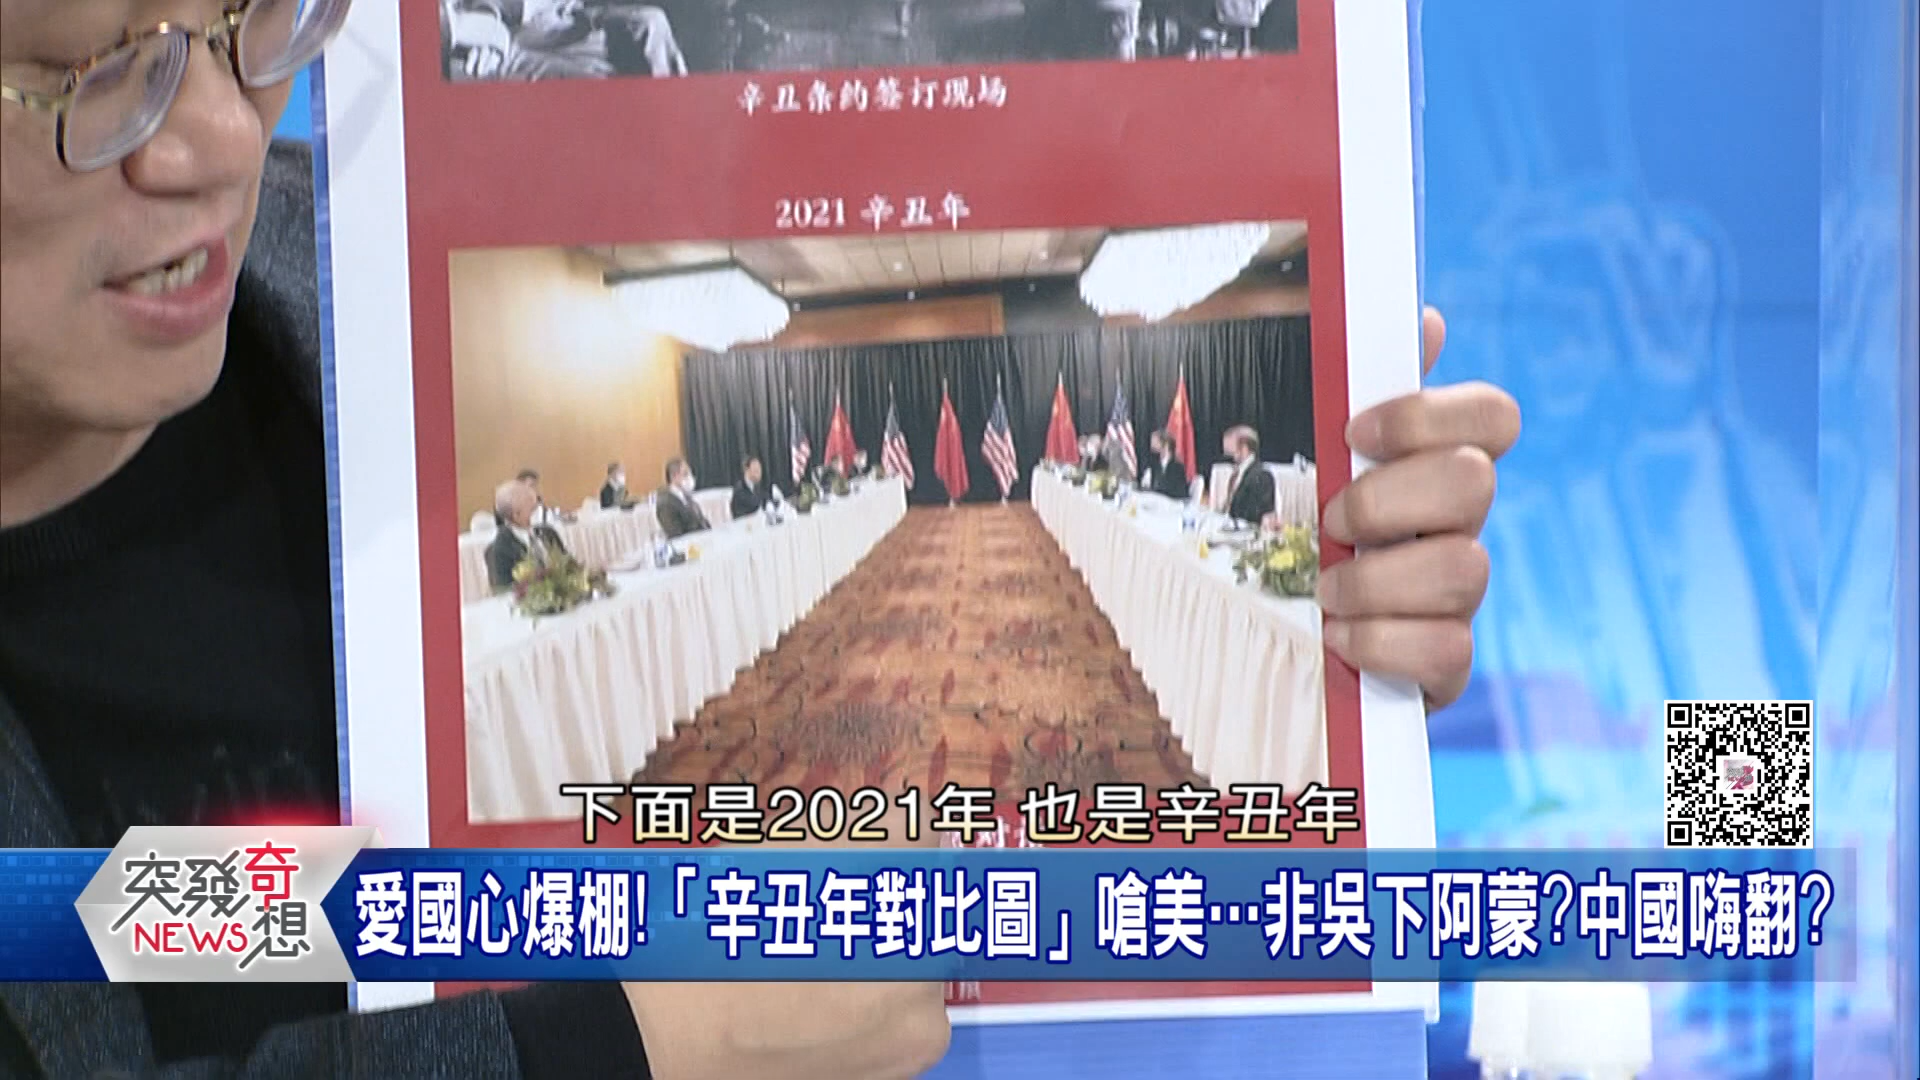 辛丑条约签订现场
2021 辛丑年
下面是2021年 也是辛丑年
突發奇想
NEWS
愛國心爆棚!「辛丑年對比圖」嗆美…非吳下阿蒙?中國嗨翻?